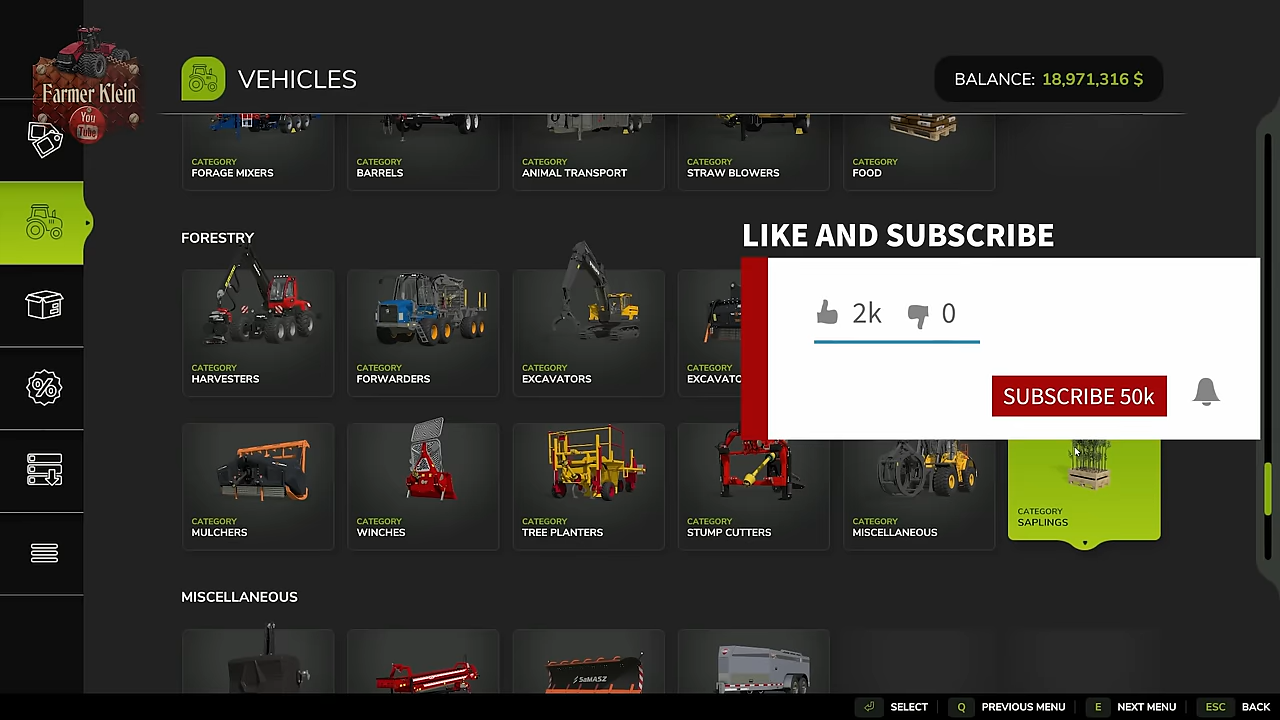 Farmer Klein
You
Tube
VEHICLES
BALANCE: 18,971,316 $
CATEGORY
FORAGE MIXERS
CATEGORY
BARRELS
CATEGORY
ANIMAL TRANSPORT
CATEGORY
STRAW BLOWERS
CATEGORY
FOOD
FORESTRY
LIKE AND SUBSCRIBE
2k
0
SUBSCRIBE 50k
CATEGORY
HARVESTERS
CATEGORY
FORWARDERS
CATEGORY
EXCAVATORS
CATEGORY
EXCAVATO
CATEGORY
MULCHERS
CATEGORY
WINCHES
CATEGORY
TREE PLANTERS
CATEGORY
STUMP CUTTERS
CATEGORY
MISCELLANEOUS
CATEGORY
SAPLINGS
MISCELLANEOUS
SaMASZ
SELECT
Q PREVIOUS MENU
E NEXT MENU
ESC BACK